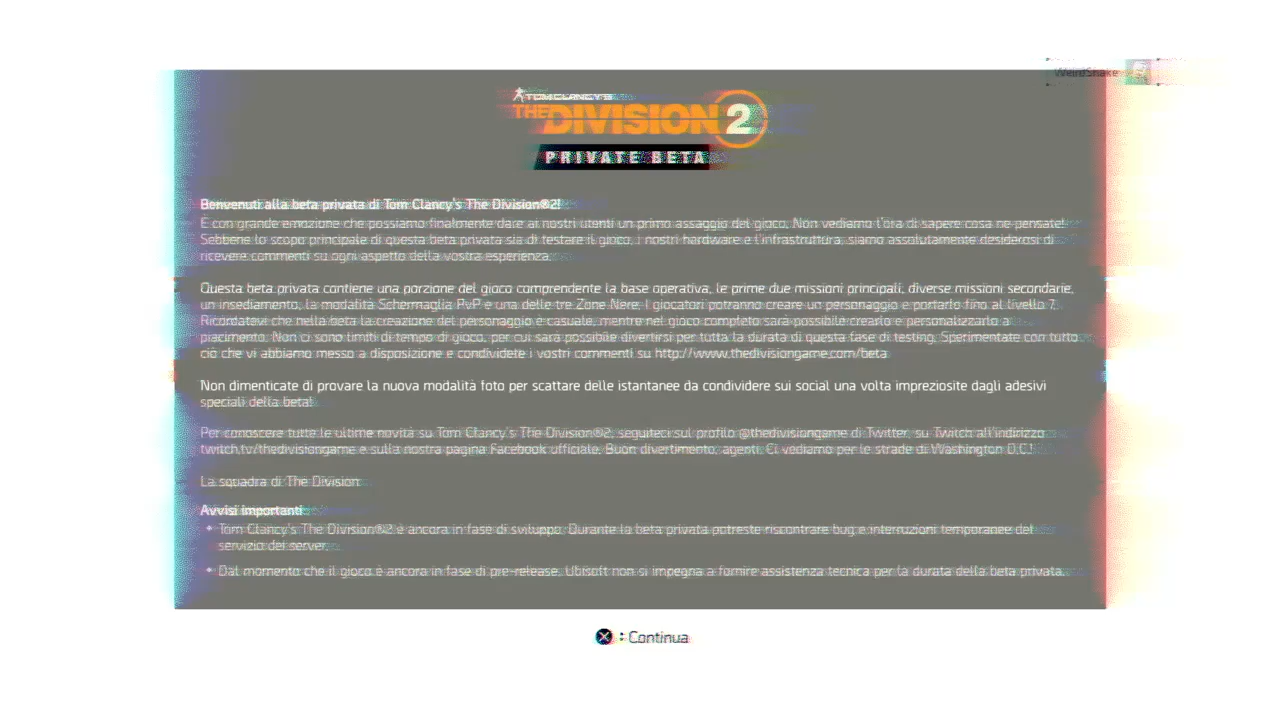 WeirdSnake
TOM CLANCY'S
THE DIVISION 2
PRIVATE BETA
Benvenuti alla beta privata di Tom Clancy's The Division®2!
È con grande emozione che possiamo finalmente dare ai nostri utenti un primo assaggio del gioco. Non vediamo l'ora di sapere cosa ne pensate!
Sebbene lo scopo principale di questa beta privata sia di testare il gioco, i nostri hardware e l'infrastruttura, siamo assolutamente desiderosi di
ricevere commenti su ogni aspetto della vostra esperienza.
Questa beta privata contiene una porzione del gioco comprendente la base operativa, le prime due missioni principali, diverse missioni secondarie,
un insediamento, la modalità Schermaglia PvP e una delle tre Zone Nere. I giocatori potranno creare un personaggio e portarlo fino al livello 7.
Ricordatevi che nella beta la creazione del personaggio è casuale, mentre nel gioco completo sarà possibile crearlo e personalizzarlo a
piacimento. Non ci sono limiti di tempo di gioco, per cui sarà possibile divertirsi per tutta la durata di questa fase di testing. Sperimentate con tutto
ciò che vi abbiamo messo a disposizione e condividete i vostri commenti su http://www.thedivisiongame.com/beta
Non dimenticate di provare la nuova modalità foto per scattare delle istantanee da condividere sui social una volta impreziosite dagli adesivi
speciali della beta!
Per conoscere tutte le ultime novità su Tom Clancy's The Division®2, seguiteci sul profilo @thedivisiongame di Twitter, su Twitch all'indirizzo
twitch.tv/thedivisiongame e sulla nostra pagina Facebook ufficiale. Buon divertimento, agenti. Ci vediamo per le strade di Washington D.C.!
La squadra di The Division
Avvisi importanti
• Tom Clancy's The Division®2 è ancora in fase di sviluppo. Durante la beta privata potreste riscontrare bug e interruzioni temporanee del
servizio dei server.
• Dal momento che il gioco è ancora in fase di pre-release, Ubisoft non si impegna a fornire assistenza tecnica per la durata della beta privata.
: Continua